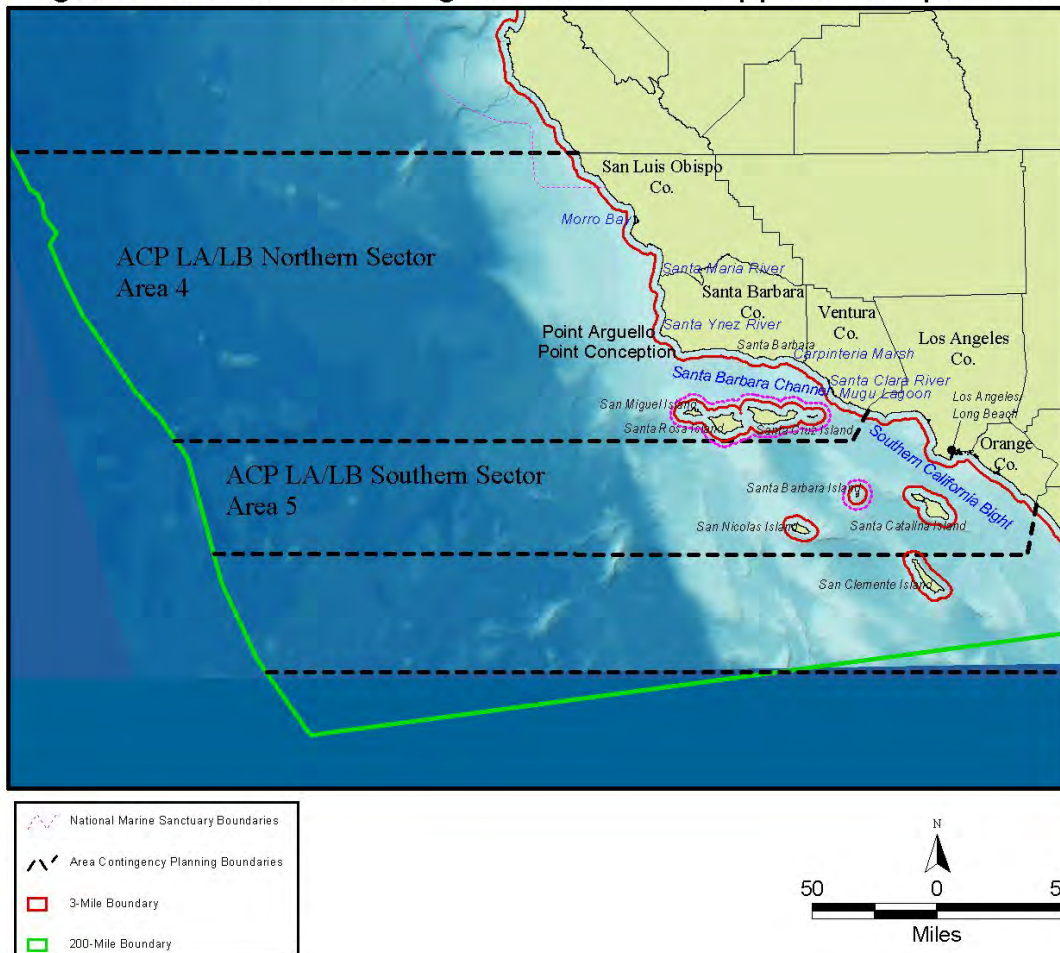 San Luis Obispo
Co.
Morro Bay
ACP LA/LB Northern Sector
Area 4
Santa Maria River
Santa Barbara
Co.
Ventura
Co.
Point Arguello
Santa Ynez River
Los Angeles
Co.
Point Conception
Santa Barbara
Carpinteria Marsh
Santa Barbara Channel
Santa Clara River
Mugu Lagoon
San Miguel Island
Los Angeles
Long Beach
Santa Rosa Island
Santa Cruz Island
Orange
Co.
Southern California Bight
ACP LA/LB Southern Sector
Area 5
Santa Barbara Island
San Nicolas Island
Santa Catalina Island
San Clemente Island
National Marine Sanctuary Boundaries
Area Contingency Planning Boundaries
3-Mile Boundary
200-Mile Boundary
N
50 0 5
Miles